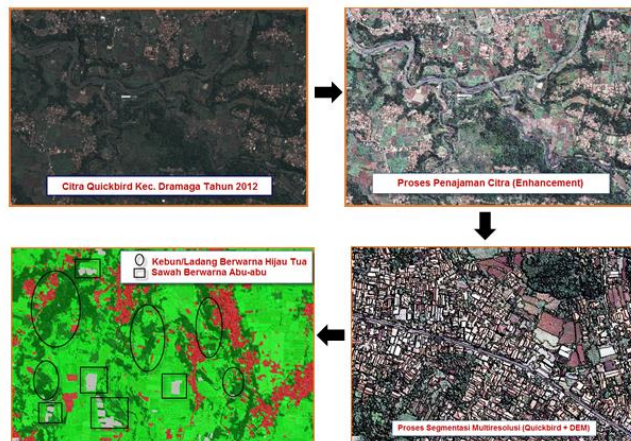 Citra Quickbird Kec. Dramaga Tahun 2012
Proses Penajaman Citra (Enhancement)
Kebun/Ladang Berwarna Hijau Tua
Sawah Berwarna Abu-abu
Proses Segmentasi Multiresolusi (Quickbird + DEM)